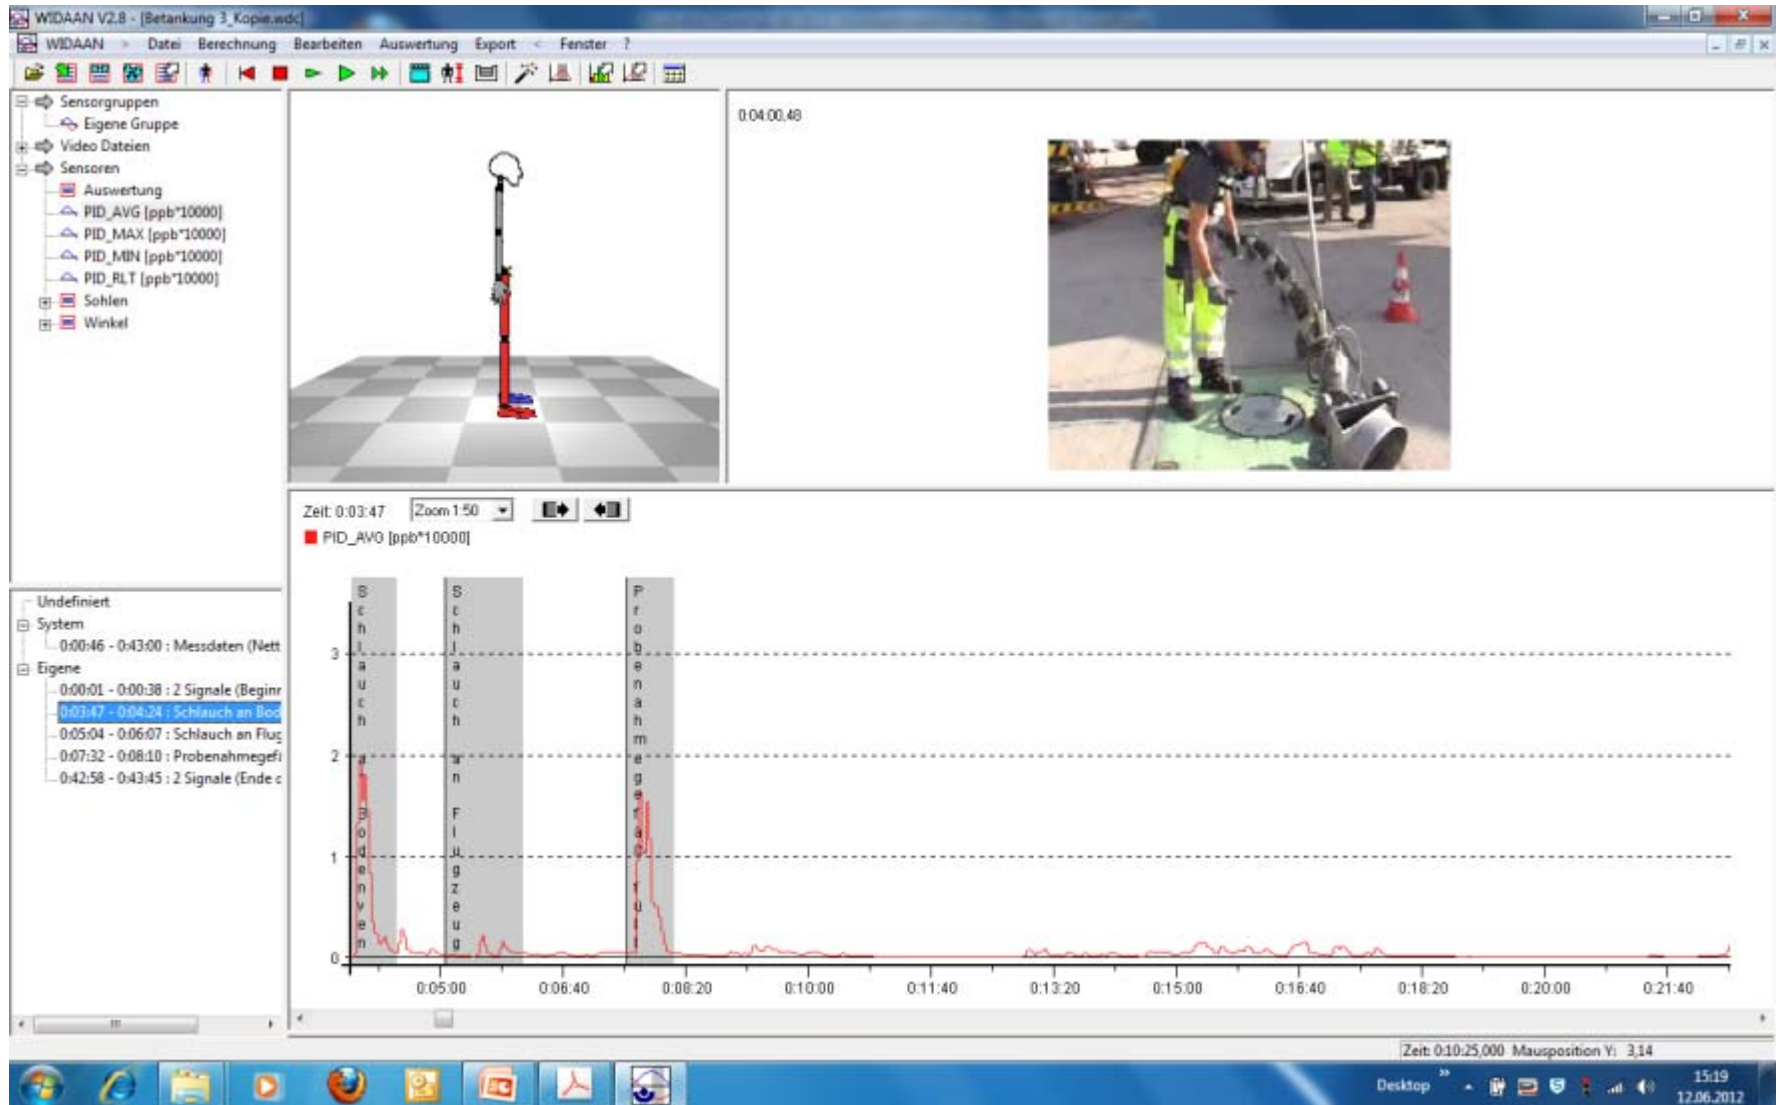 WIDAAN V2.8 - [Betankung 3_Kopie.wdc]
WIDAAN > Datei Berechnung Bearbeiten Auswertung Export < Fenster ?
Sensorgruppen
Eigene Gruppe
Video Dateien
Sensoren
Auswertung
PID_AVG [ppb*10000]
PID_MAX [ppb*10000]
PID_MIN [ppb*10000]
PID_RLT [ppb*10000]
Sohlen
Winkel
0:04:00,48
Undefiniert
System
0:00:46 - 0:43:00 : Messdaten (Nett
Eigene
0:00:01 - 0:00:38 : 2 Signale (Beginn
0:03:47 - 0:04:24 : Schlauch an Bod
0:05:04 - 0:06:07 : Schlauch an Flug
0:07:32 - 0:08:10 : Probenahmegefä
0:42:58 - 0:43:45 : 2 Signale (Ende d
Zeit: 0:03:47 Zoom 1:50
PID_AVG [ppb*10000]
Schlauch a Bodenven
Schlauch an Flugzeug
Probenahmegefäß füll
3
2
1
0
0:05:00 0:06:40 0:08:20 0:10:00 0:11:40 0:13:20 0:15:00 0:16:40 0:18:20 0:20:00 0:21:40
Zeit: 0:10:25,000 Mausposition Y: 3,14
Desktop
15:19
12.06.2012